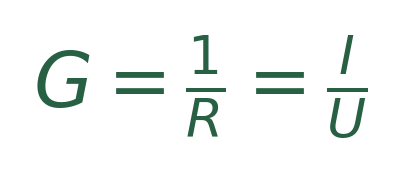 G = 1/R = I/U